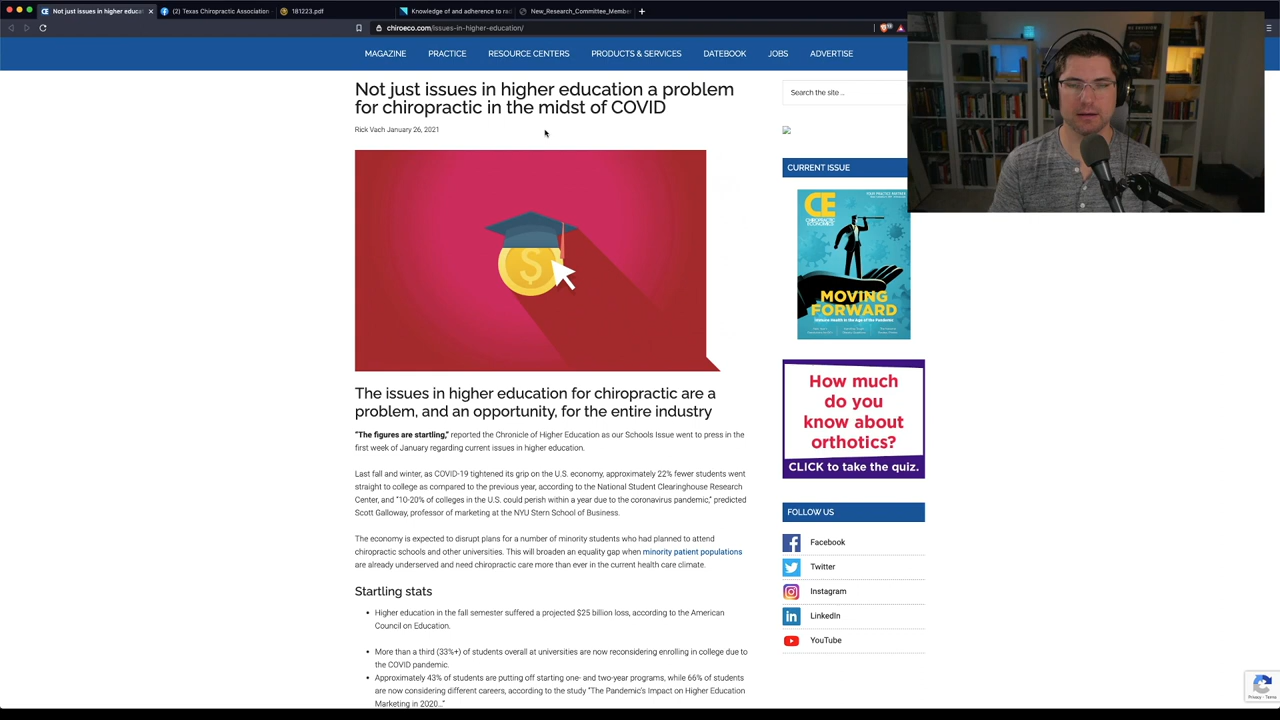 Not just issues in higher educat
(2) Texas Chiropractic Association
181223.pdf
Knowledge of and adherence to rad
New_Research_Committee_Membe
chiroeco.com/issues-in-higher-education/
MAGAZINE PRACTICE RESOURCE CENTERS PRODUCTS & SERVICES DATEBOOK JOBS ADVERTISE
Not just issues in higher education a problem
for chiropractic in the midst of COVID
Rick Vach January 26, 2021
The issues in higher education for chiropractic are a
problem, and an opportunity, for the entire industry
“The figures are startling,” reported the Chronicle of Higher Education as our Schools Issue went to press in the
first week of January regarding current issues in higher education.
Last fall and winter, as COVID-19 tightened its grip on the U.S. economy, approximately 22% fewer students went
straight to college as compared to the previous year, according to the National Student Clearinghouse Research
Center, and “10-20% of colleges in the U.S. could perish within a year due to the coronavirus pandemic,” predicted
Scott Galloway, professor of marketing at the NYU Stern School of Business.
The economy is expected to disrupt plans for a number of minority students who had planned to attend
chiropractic schools and other universities. This will broaden an equality gap when minority patient populations
are already underserved and need chiropractic care more than ever in the current health care climate.
Startling stats
• Higher education in the fall semester suffered a projected $25 billion loss, according to the American
Council on Education.
• More than a third (33%+) of students overall at universities are now reconsidering enrolling in college due to
the COVID pandemic.
• Approximately 43% of students are putting off starting one- and two-year programs, while 66% of students
are now considering different careers, according to the study “The Pandemic's Impact on Higher Education
Marketing in 2020…”
Search the site ...
CURRENT ISSUE
CE
CHIROPRACTIC
ECONOMICS
MOVING
FORWARD
How much
do you
know about
orthotics?
CLICK to take the quiz.
FOLLOW US
Facebook
Twitter
Instagram
LinkedIn
YouTube
Privacy - Terms